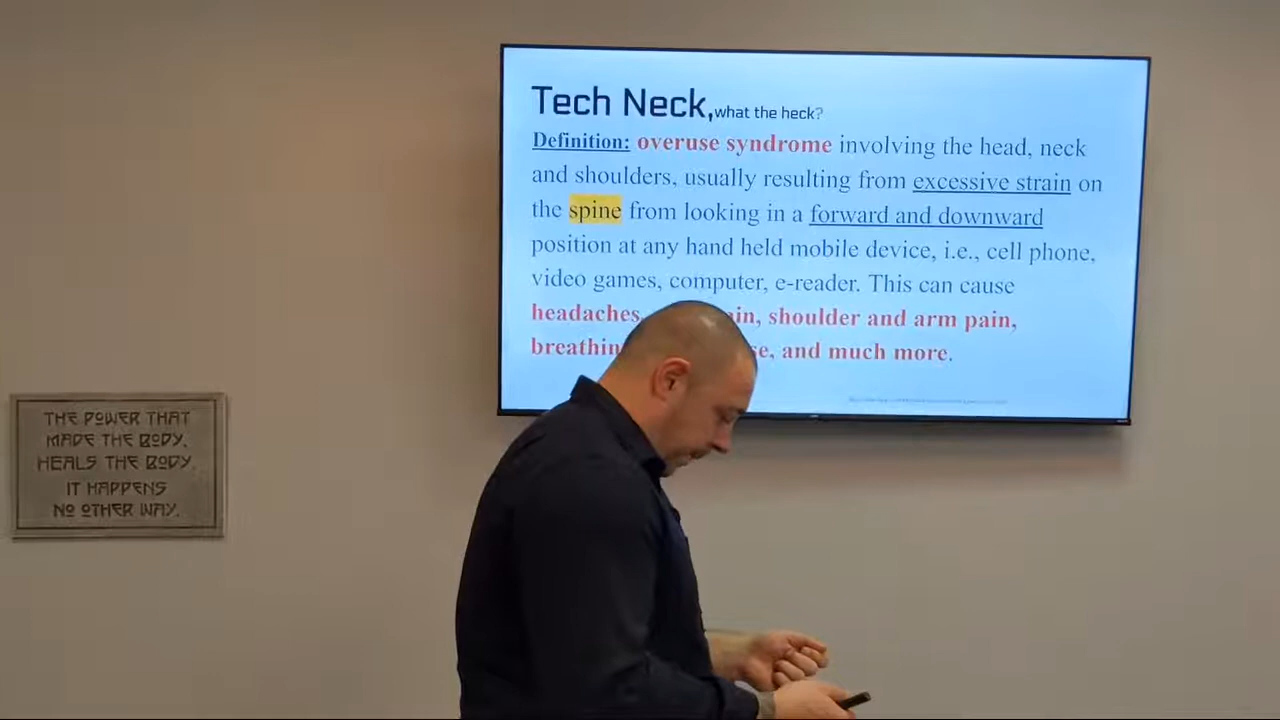 Tech Neck, what the heck?
Definition: overuse syndrome involving the head, neck
and shoulders, usually resulting from excessive strain on
the spine from looking in a forward and downward
position at any hand held mobile device, i.e., cell phone,
video games, computer, e-reader. This can cause
headaches, shoulder and arm pain,
and much more.
THE POWER THAT
MADE THE BODY,
HEALS THE BODY.
IT HAPPENS
NO OTHER WAY.